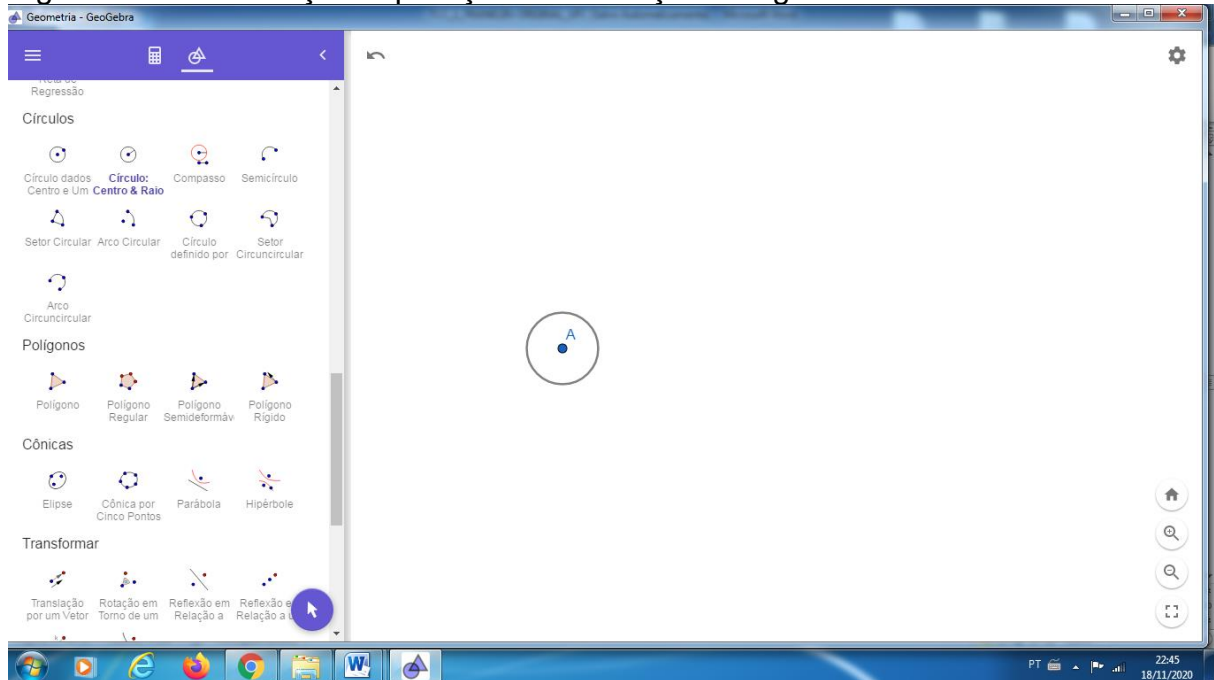 Geometria - GeoGebra
Regressão
Círculos
Círculo dados Círculo: Compasso Semicírculo
Centro e Um Centro & Raio
Setor Circular Arco Circular Círculo Setor
definido por Circuncircular
Arco
Circuncircular
Polígonos
Polígono Polígono Polígono Polígono
Regular Semideformáv Rígido
Cônicas
Elipse Cônica por Parábola Hipérbole
Cinco Pontos
Transformar
Translação Rotação em Reflexão em Reflexão e
por um Vetor Torno de um Relação a Relação a u
A
PT
22:45
18/11/2020